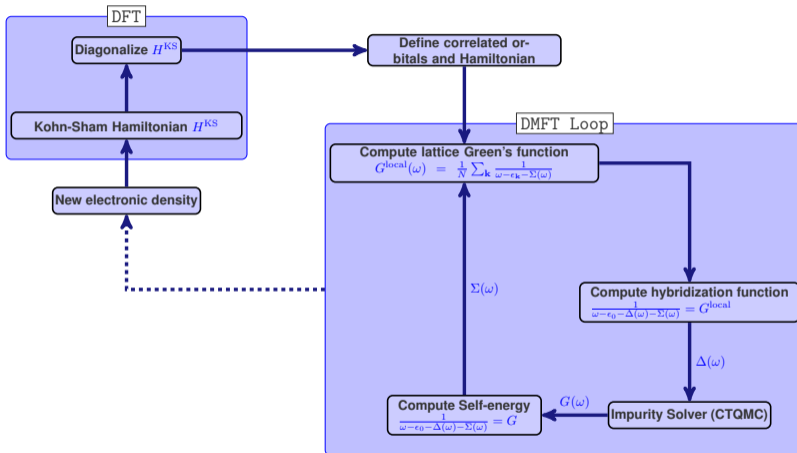 DFT
Diagonalize H^KS
Define correlated or-
bitals and Hamiltonian
Kohn-Sham Hamiltonian H^KS
DMFT Loop
Compute lattice Green's function
G^local(ω) = 1/N ∑_k 1/(ω−ϵ_k−Σ(ω))
New electronic density
Σ(ω)
Compute hybridization function
1/(ω−ϵ_0−Δ(ω)−Σ(ω)) = G^local
Δ(ω)
Compute Self-energy
1/(ω−ϵ_0−Δ(ω)−Σ(ω)) = G
G(ω)
Impurity Solver (CTQMC)